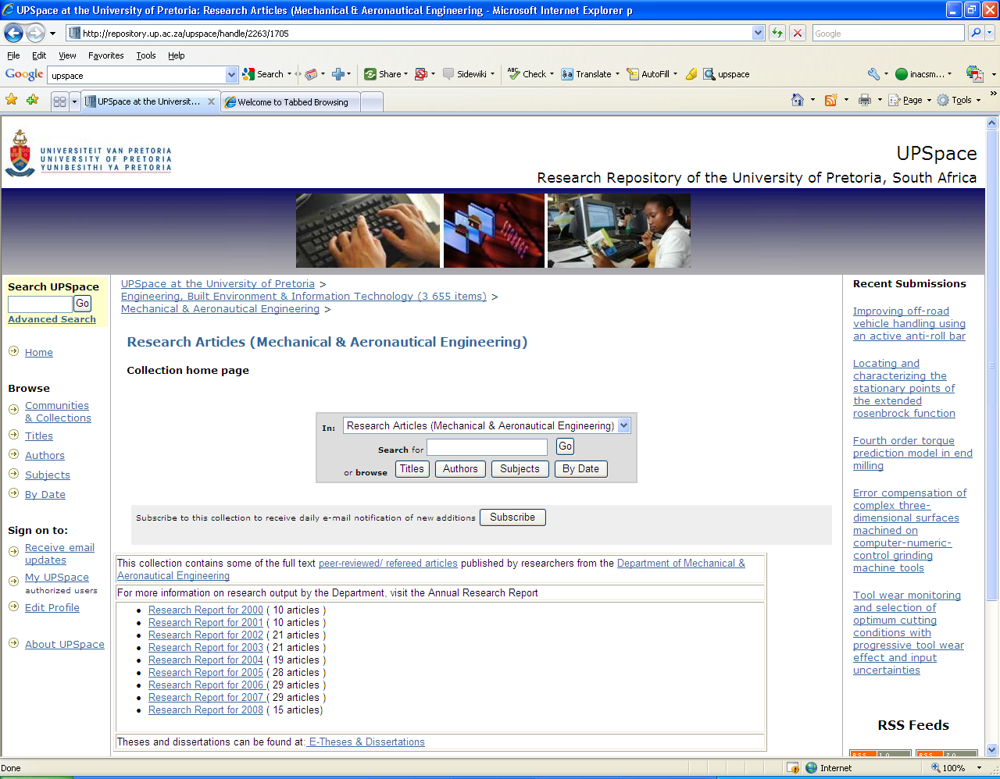 UPSpace at the University of Pretoria: Research Articles (Mechanical & Aeronautical Engineering - Microsoft Internet Explorer p
http://repository.up.ac.za/upspace/handle/2263/1705
Google
File Edit View Favorites Tools Help
Google upspace Search Share Sidewiki Check Translate AutoFill upspace inacsm...
UPSpace at the Universit... Welcome to Tabbed Browsing Page Tools
UNIVERSITEIT VAN PRETORIA
UNIVERSITY OF PRETORIA
YUNIBESITHI YA PRETORIA
UPSpace
Research Repository of the University of Pretoria, South Africa
STORAGE
Search UPSpace
Go
Advanced Search
Home
Browse
Communities
& Collections
Titles
Authors
Subjects
By Date
Sign on to:
Receive email
updates
My UPSpace
authorized users
Edit Profile
About UPSpace
UPSpace at the University of Pretoria >
Engineering, Built Environment & Information Technology (3 655 items) >
Mechanical & Aeronautical Engineering >
Research Articles (Mechanical & Aeronautical Engineering)
Collection home page
In: Research Articles (Mechanical & Aeronautical Engineering)
Search for Go
or browse Titles Authors Subjects By Date
Subscribe to this collection to receive daily e-mail notification of new additions Subscribe
This collection contains some of the full text peer-reviewed/ refereed articles published by researchers from the Department of Mechanical &
Aeronautical Engineering
For more information on research output by the Department, visit the Annual Research Report
Research Report for 2000 ( 10 articles )
Research Report for 2001 ( 10 articles )
Research Report for 2002 ( 21 articles )
Research Report for 2003 ( 21 articles )
Research Report for 2004 ( 19 articles )
Research Report for 2005 ( 28 articles )
Research Report for 2006 ( 29 articles )
Research Report for 2007 ( 29 articles )
Research Report for 2008 ( 15 articles)
Theses and dissertations can be found at: E-Theses & Dissertations
Recent Submissions
Improving off-road
vehicle handling using
an active anti-roll bar
Locating and
characterizing the
stationary points of
the extended
rosenbrock function
Fourth order torque
prediction model in end
milling
Error compensation of
complex three-
dimensional surfaces
machined on
computer-numeric-
control grinding
machine tools
Tool wear monitoring
and selection of
optimum cutting
conditions with
progressive tool wear
effect and input
uncertainties
RSS Feeds
RSS 1.0 RSS 2.0
Done Internet 100%